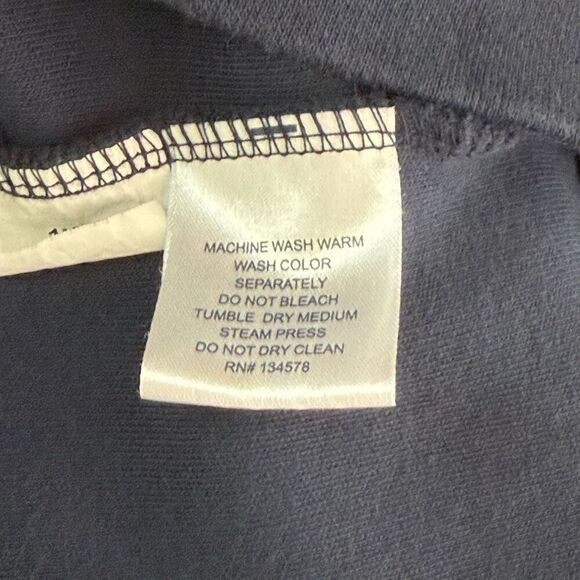 MACHINE WASH WARM
WASH COLOR
SEPARATELY
DO NOT BLEACH
TUMBLE DRY MEDIUM
STEAM PRESS
DO NOT DRY CLEAN
RN# 134578